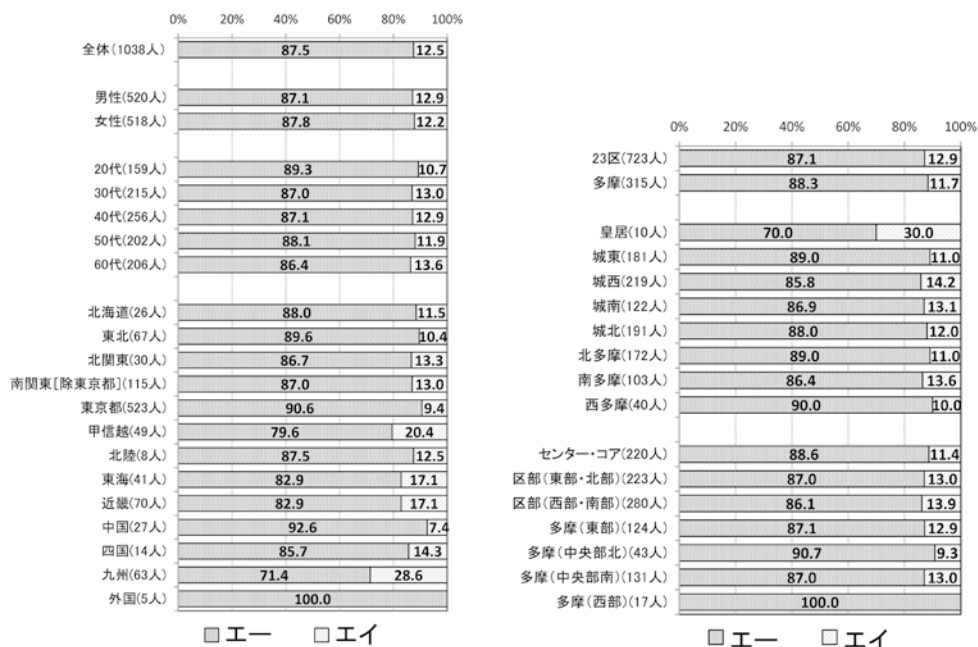 0% 20% 40% 60% 80% 100%
全体(1038人) 87.5 12.5
男性(520人) 87.1 12.9
女性(518人) 87.8 12.2
20代(159人) 89.3 10.7
30代(215人) 87.0 13.0
40代(256人) 87.1 12.9
50代(202人) 88.1 11.9
60代(206人) 86.4 13.6
北海道(26人) 88.0 11.5
東北(67人) 89.6 10.4
北関東(30人) 86.7 13.3
南関東[除東京都](115人) 87.0 13.0
東京都(523人) 90.6 9.4
甲信越(49人) 79.6 20.4
北陸(8人) 87.5 12.5
東海(41人) 82.9 17.1
近畿(70人) 82.9 17.1
中国(27人) 92.6 7.4
四国(14人) 85.7 14.3
九州(63人) 71.4 28.6
外国(5人) 100.0
エー エイ
0% 20% 40% 60% 80% 100%
23区(723人) 87.1 12.9
多摩(315人) 88.3 11.7
皇居(10人) 70.0 30.0
城東(181人) 89.0 11.0
城西(219人) 85.8 14.2
城南(122人) 86.9 13.1
城北(191人) 88.0 12.0
北多摩(172人) 89.0 11.0
南多摩(103人) 86.4 13.6
西多摩(40人) 90.0 10.0
センター・コア(220人) 88.6 11.4
区部(東部・北部)(223人) 87.0 13.0
区部(西部・南部)(280人) 86.1 13.9
多摩(東部)(124人) 87.1 12.9
多摩(中央部北)(43人) 90.7 9.3
多摩(中央部南)(131人) 87.0 13.0
多摩(西部)(17人) 100.0
エー エイ